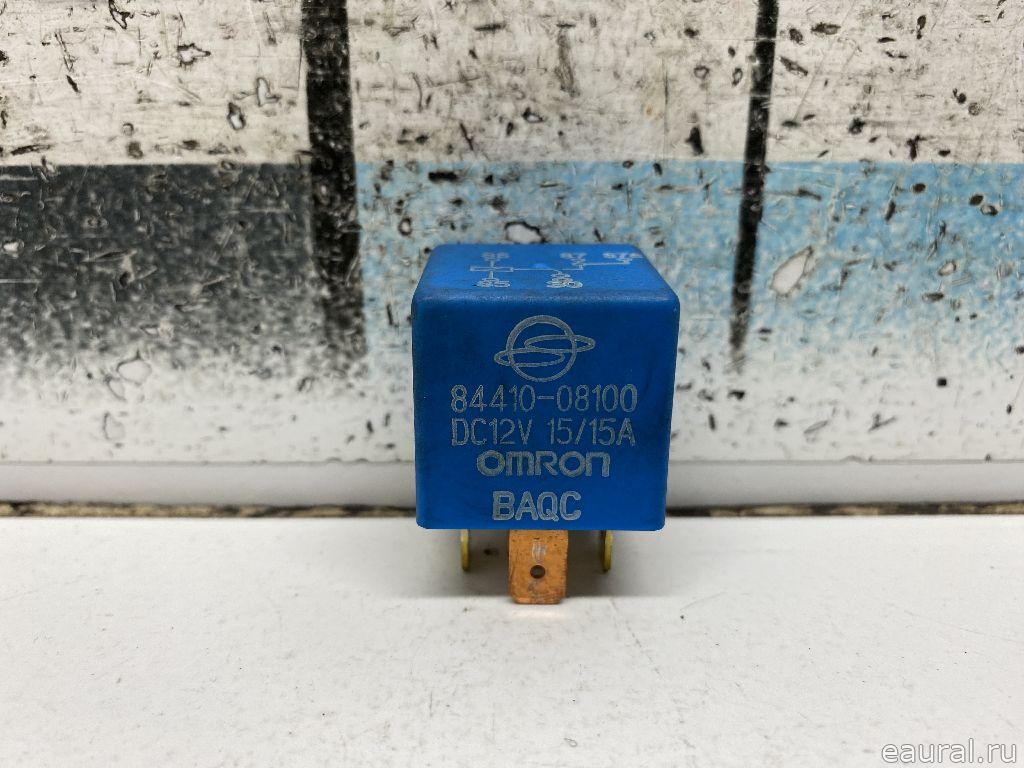 84410-08100
DC12V 15/15A
OMRON
BAQC
eaural.ru